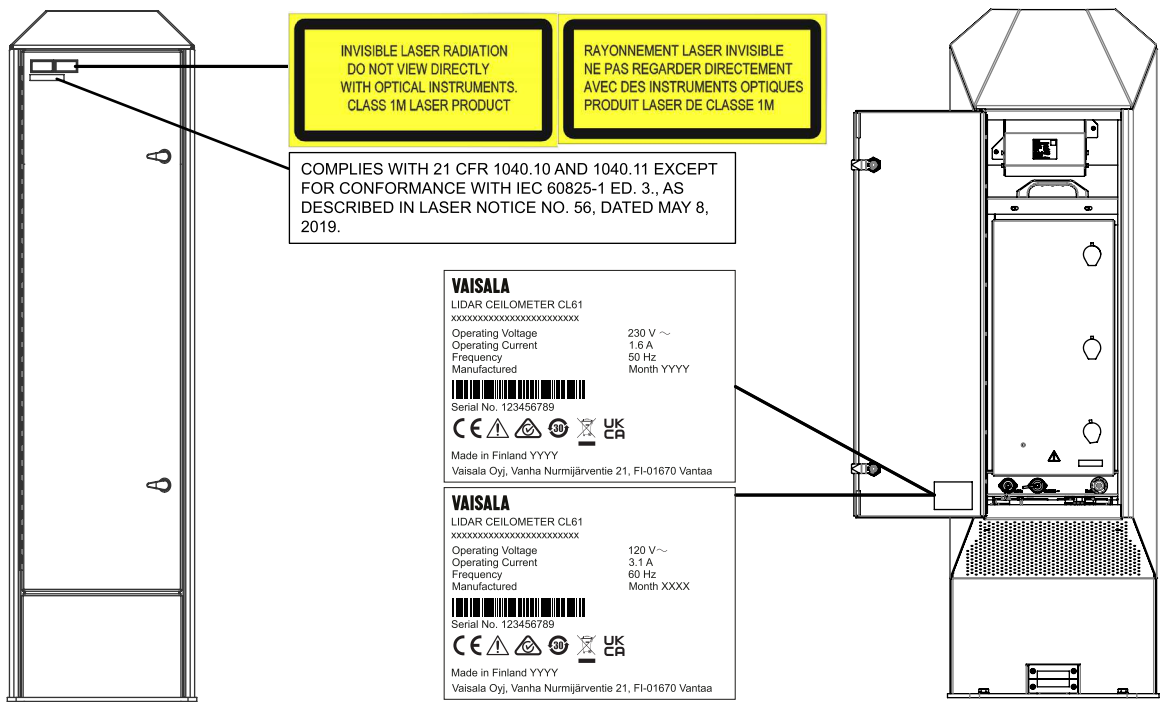 INVISIBLE LASER RADIATION
DO NOT VIEW DIRECTLY
WITH OPTICAL INSTRUMENTS.
CLASS 1M LASER PRODUCT
RAYONNEMENT LASER INVISIBLE
NE PAS REGARDER DIRECTEMENT
AVEC DES INSTRUMENTS OPTIQUES
PRODUIT LASER DE CLASSE 1M
COMPLIES WITH 21 CFR 1040.10 AND 1040.11 EXCEPT
FOR CONFORMANCE WITH IEC 60825-1 ED. 3., AS
DESCRIBED IN LASER NOTICE NO. 56, DATED MAY 8,
2019.
VAISALA
LIDAR CEILOMETER CL61
xxxxxxxxxxxxxxxxxxxxxxxx
Operating Voltage 230 V ～
Operating Current 1.6 A
Frequency 50 Hz
Manufactured Month YYYY
Serial No. 123456789
CE 30 UK
CA
Made in Finland YYYY
Vaisala Oyj, Vanha Nurmijärventie 21, FI-01670 Vantaa
VAISALA
LIDAR CEILOMETER CL61
xxxxxxxxxxxxxxxxxxxxxxxx
Operating Voltage 120 V～
Operating Current 3.1 A
Frequency 60 Hz
Manufactured Month XXXX
Serial No. 123456789
CE 30 UK
CA
Made in Finland YYYY
Vaisala Oyj, Vanha Nurmijärventie 21, FI-01670 Vantaa